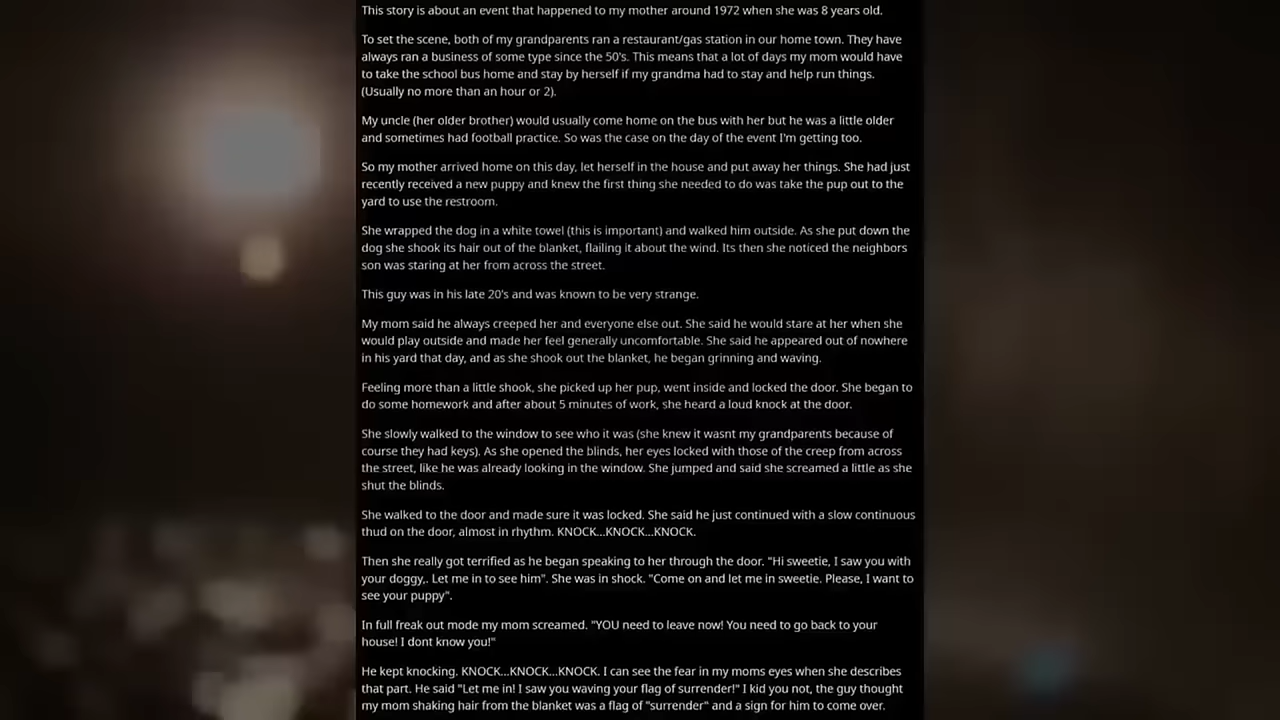 This story is about an event that happened to my mother around 1972 when she was 8 years old.
To set the scene, both of my grandparents ran a restaurant/gas station in our home town. They have
always ran a business of some type since the 50's. This means that a lot of days my mom would have
to take the school bus home and stay by herself if my grandma had to stay and help run things.
(Usually no more than an hour or 2).
My uncle (her older brother) would usually come home on the bus with her but he was a little older
and sometimes had football practice. So was the case on the day of the event I'm getting too.
So my mother arrived home on this day, let herself in the house and put away her things. She had just
recently received a new puppy and knew the first thing she needed to do was take the pup out to the
yard to use the restroom.
She wrapped the dog in a white towel (this is important) and walked him outside. As she put down the
dog she shook its hair out of the blanket, flailing it about the wind. Its then she noticed the neighbors
son was staring at her from across the street.
This guy was in his late 20's and was known to be very strange.
My mom said he always creeped her and everyone else out. She said he would stare at her when she
would play outside and made her feel generally uncomfortable. She said he appeared out of nowhere
in his yard that day, and as she shook out the blanket, he began grinning and waving.
Feeling more than a little shook, she picked up her pup, went inside and locked the door. She began to
do some homework and after about 5 minutes of work, she heard a loud knock at the door.
She slowly walked to the window to see who it was (she knew it wasnt my grandparents because of
course they had keys). As she opened the blinds, her eyes locked with those of the creep from across
the street, like he was already looking in the window. She jumped and said she screamed a little as she
shut the blinds.
She walked to the door and made sure it was locked. She said he just continued with a slow continuous
thud on the door, almost in rhythm. KNOCK...KNOCK...KNOCK.
Then she really got terrified as he began speaking to her through the door. "Hi sweetie, I saw you with
your doggy,. Let me in to see him". She was in shock. "Come on and let me in sweetie. Please, I want to
see your puppy".
In full freak out mode my mom screamed. "YOU need to leave now! You need to go back to your
house! I dont know you!"
He kept knocking. KNOCK...KNOCK...KNOCK. I can see the fear in my moms eyes when she describes
that part. He said "Let me in! I saw you waving your flag of surrender!" I kid you not, the guy thought
my mom shaking hair from the blanket was a flag of "surrender" and a sign for him to come over.